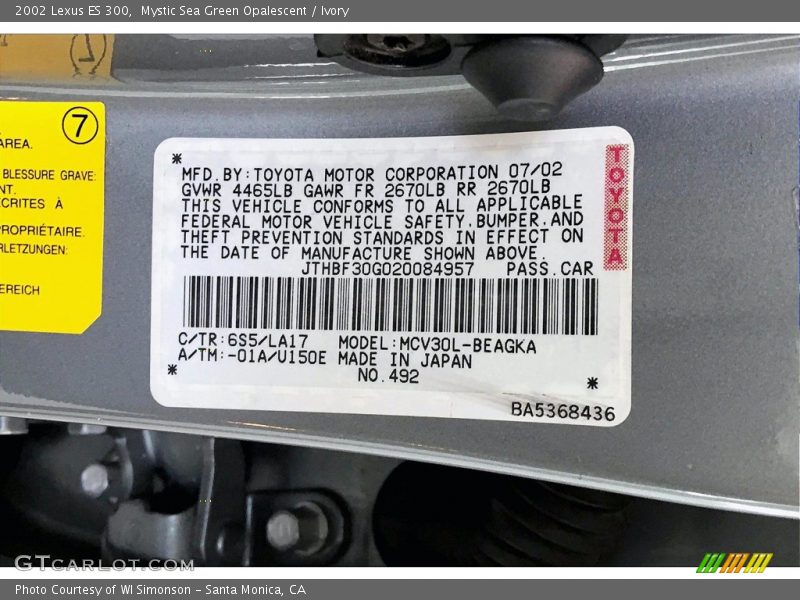 2002 Lexus ES 300, Mystic Sea Green Opalescent / Ivory
7
AREA.
BLESSURE GRAVE:
NT.
CRITES À
PROPRIÉTAIRE.
RLETZUNGEN:
EREICH
*
MFD.BY:TOYOTA MOTOR CORPORATION 07/02
GVWR 4465LB GAWR FR 2670LB RR 2670LB
THIS VEHICLE CONFORMS TO ALL APPLICABLE
FEDERAL MOTOR VEHICLE SAFETY,BUMPER,AND
THEFT PREVENTION STANDARDS IN EFFECT ON
THE DATE OF MANUFACTURE SHOWN ABOVE.
JTHBF30G020084957 PASS.CAR
TOYOTA
C/TR:6S5/LA17 MODEL:MCV30L-BEAGKA
A/TM:-01A/U150E MADE IN JAPAN
* NO.492 *
BA5368436
GTCARLOT.COM
Photo Courtesy of WI Simonson - Santa Monica, CA